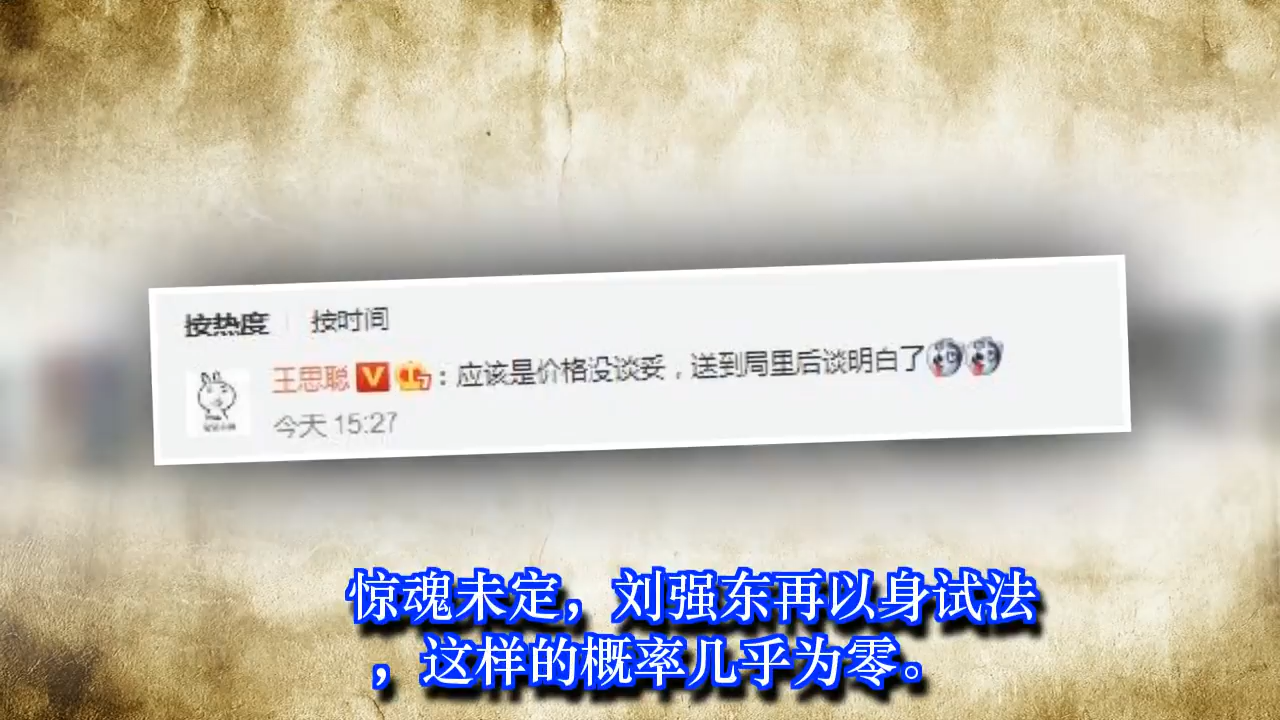 按热度 按时间
王思聪：应该是价格没谈妥，送到局里后谈明白了
今天 15:27
惊魂未定，刘强东再以身试法
，这样的概率几乎为零。